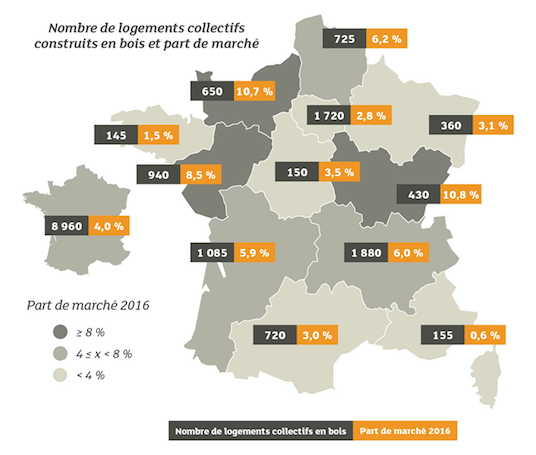 Nombre de logements collectifs
construits en bois et part de marché
725 6,2 %
650 10,7 %
1 720 2,8 %
145 1,5 %
360 3,1 %
940 8,5 %
150 3,5 %
430 10,8 %
8 960 4,0 %
1 085 5,9 %
1 880 6,0 %
Part de marché 2016
≥ 8 %
4 ≤ x < 8 %
< 4 %
720 3,0 %
155 0,6 %
Nombre de logements collectifs en bois Part de marché 2016